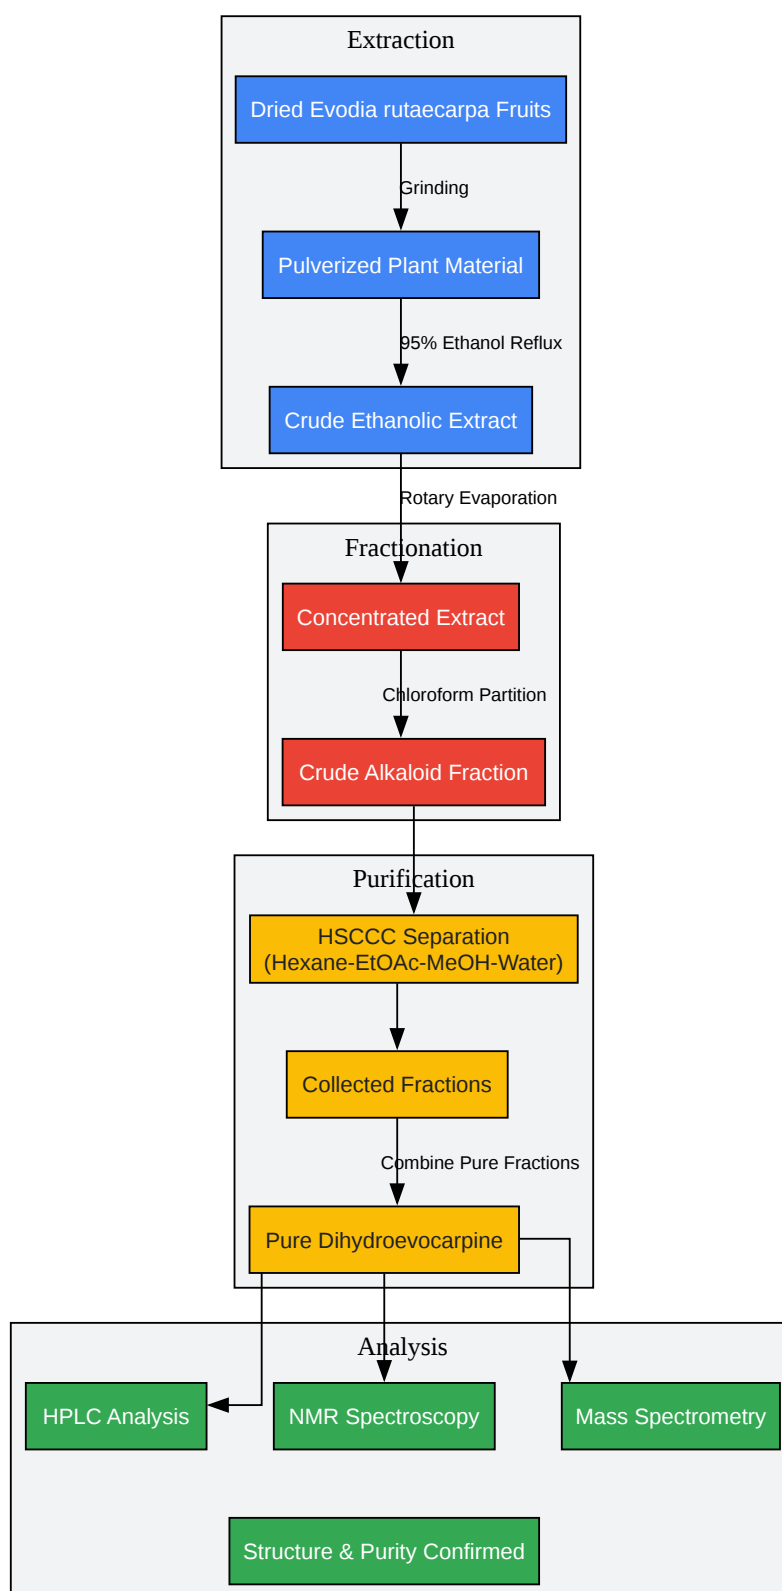 Extraction
Dried Evodia rutaecarpa Fruits
Grinding
Pulverized Plant Material
95% Ethanol Reflux
Crude Ethanolic Extract
Rotary Evaporation
Fractionation
Concentrated Extract
Chloroform Partition
Crude Alkaloid Fraction
Purification
HSCCC Separation
(Hexane-EtOAc-MeOH-Water)
Collected Fractions
Combine Pure Fractions
Pure Dihydroevocarpine
Analysis
HPLC Analysis
NMR Spectroscopy
Mass Spectrometry
Structure & Purity Confirmed